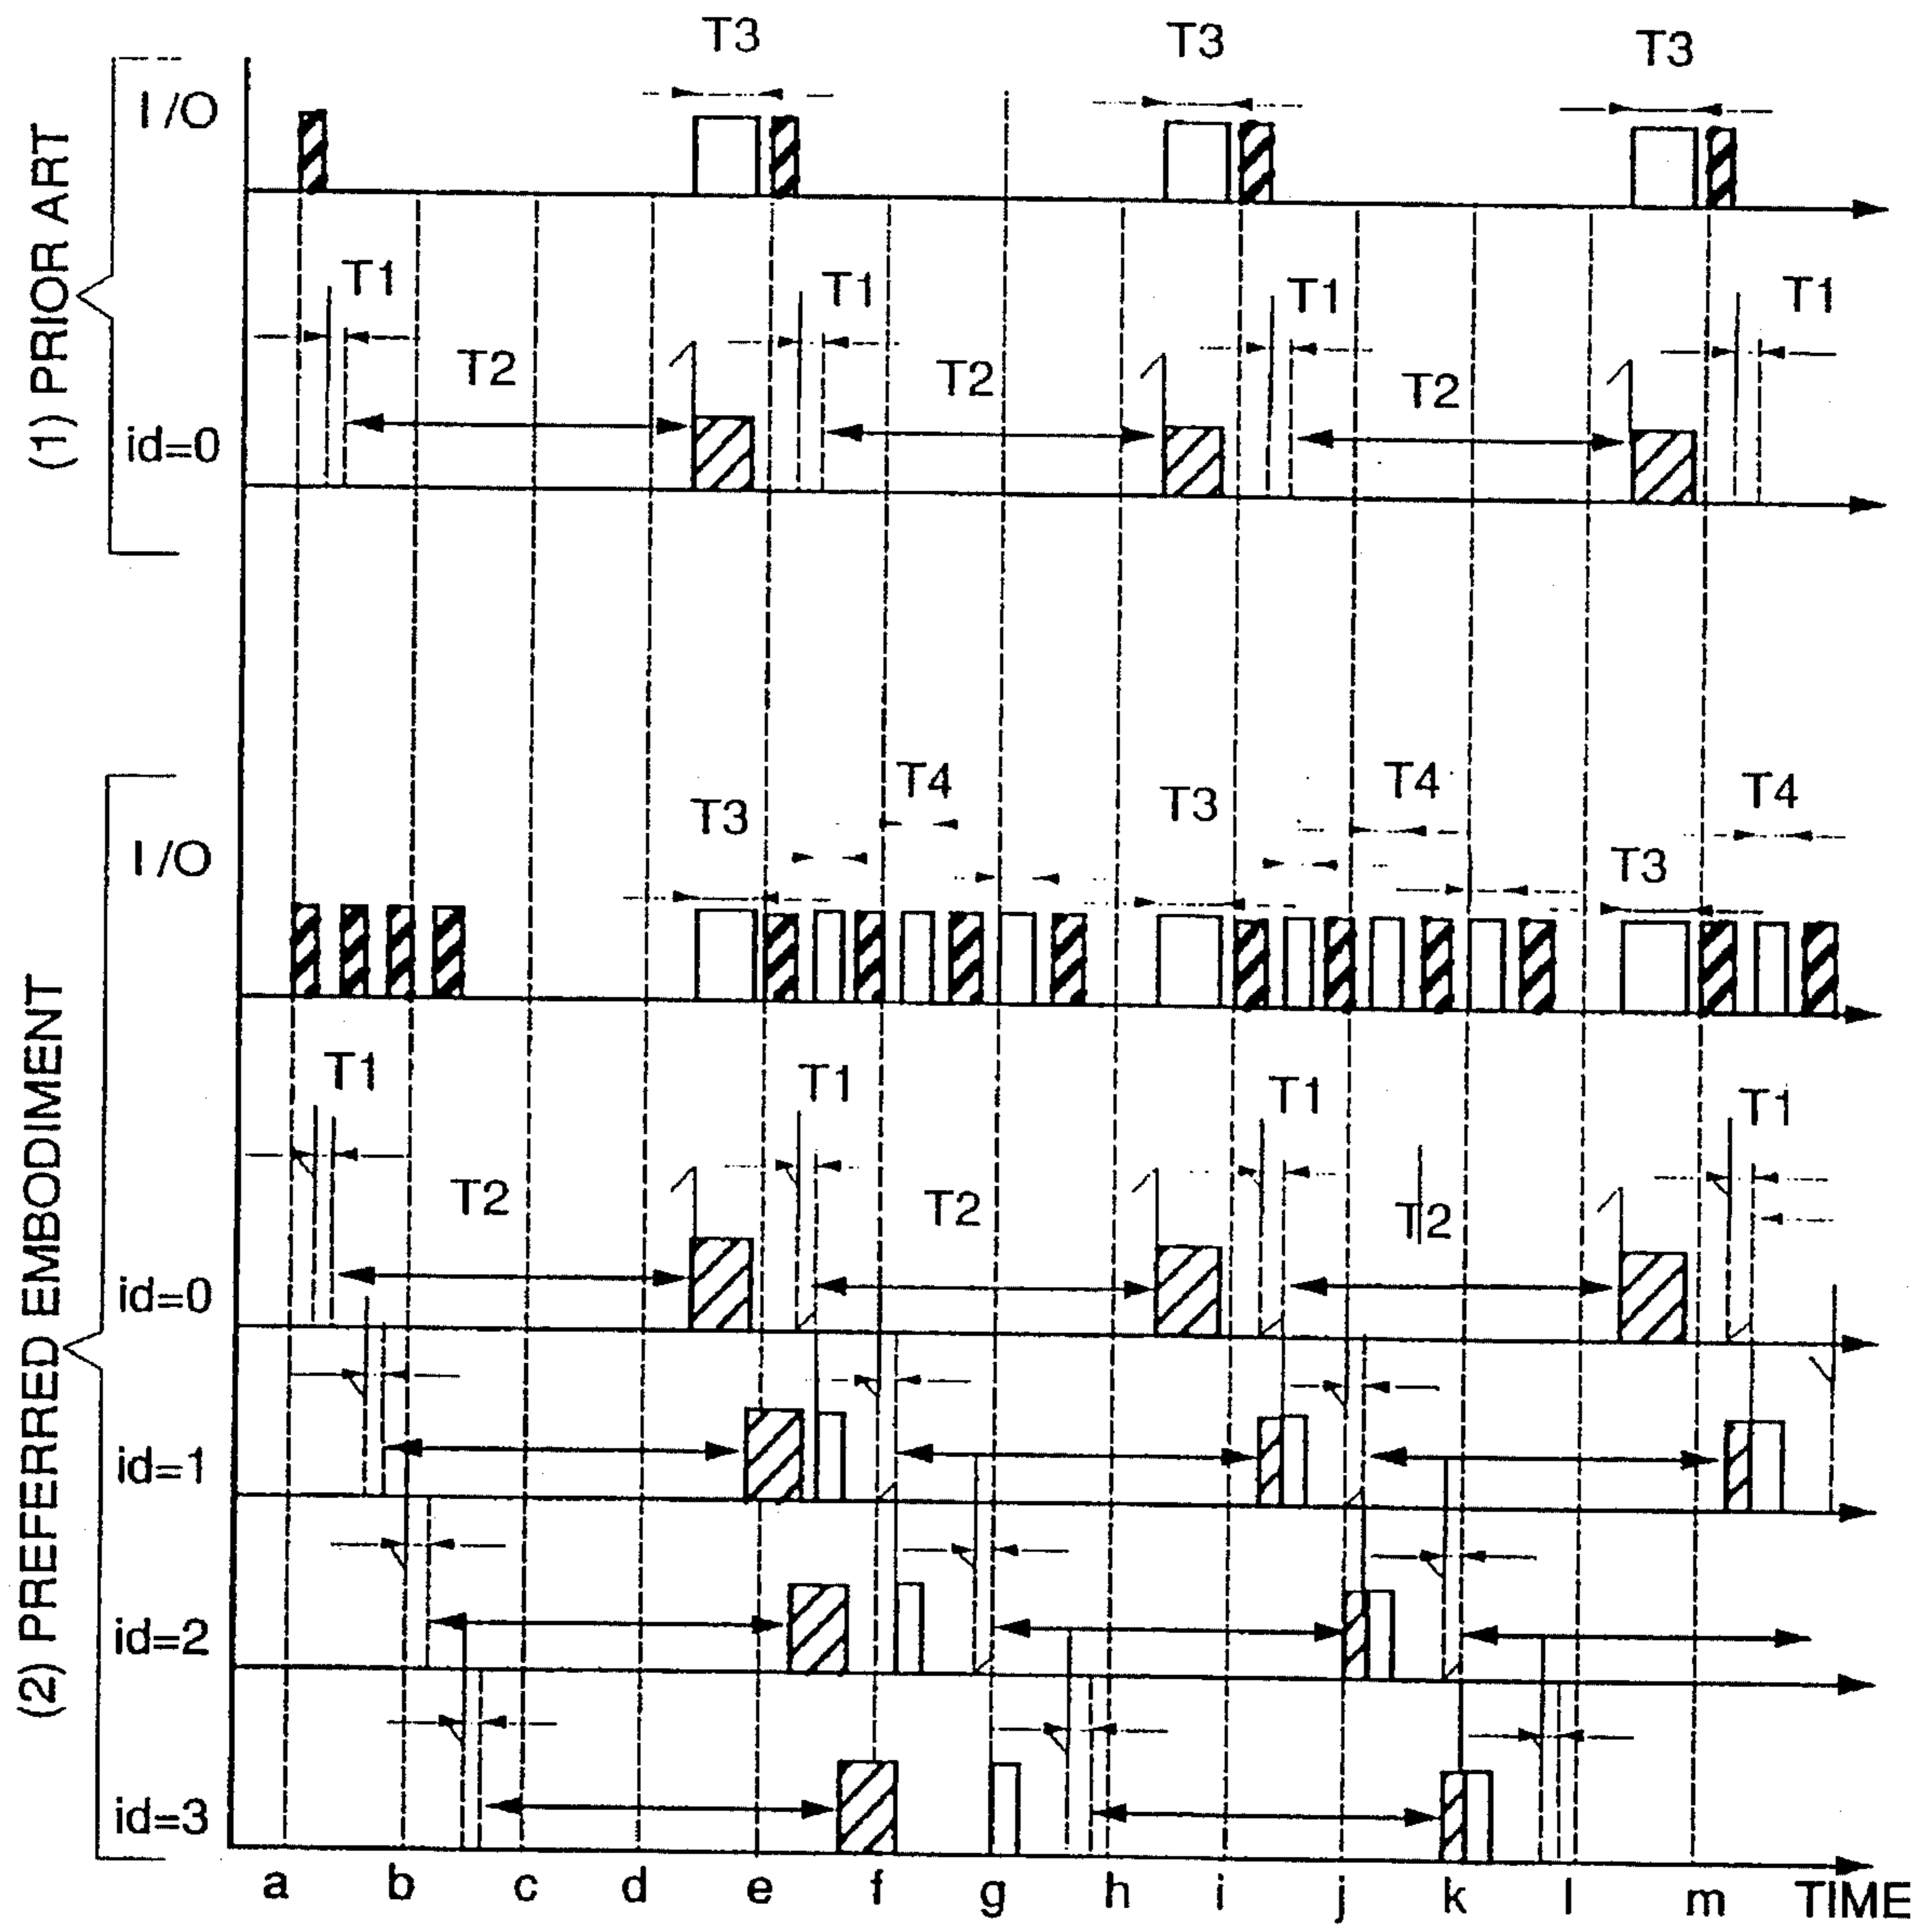 T3 T3 T3
I/O
(1) PRIOR ART
T1 T1 T1 T1
T2 T2 T2
id=0
T4 T4 T4
T3 T3 T3
I/O
(2) PREFERRED EMBODIMENT
T1 T1 T1 T1
T2 T2 T2
id=0
id=1
id=2
id=3
a b c d e f g h i j k l m TIME